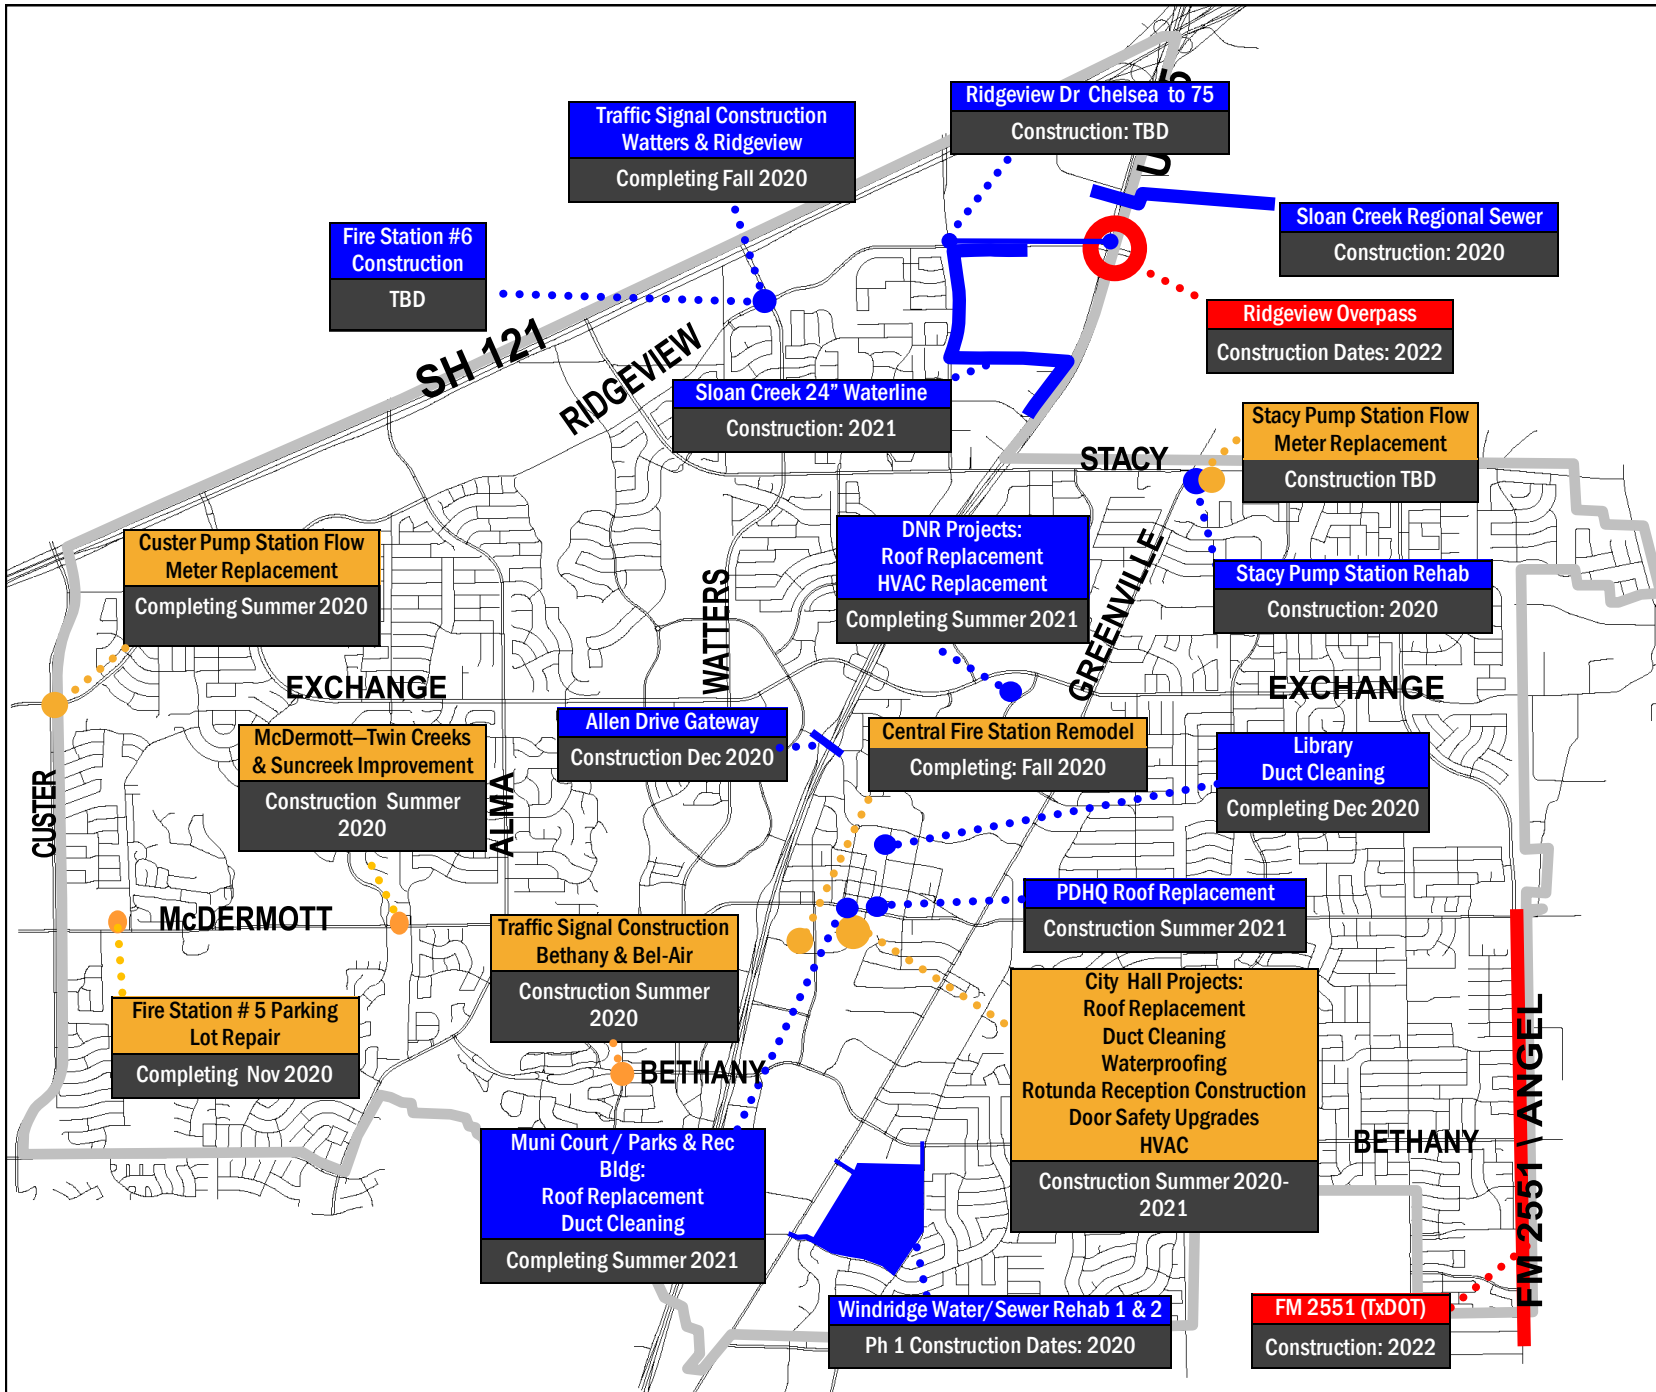 Ridgeview Dr Chelsea to 75
Construction: TBD
Traffic Signal Construction
Watters & Ridgeview
Completing Fall 2020
Sloan Creek Regional Sewer
Construction: 2020
Fire Station #6
Construction
TBD
Ridgeview Overpass
Construction Dates: 2022
SH 121
RIDGEVIEW
Sloan Creek 24” Waterline
Construction: 2021
Stacy Pump Station Flow
Meter Replacement
Construction TBD
STACY
DNR Projects:
Roof Replacement
HVAC Replacement
Completing Summer 2021
Custer Pump Station Flow
Meter Replacement
Completing Summer 2020
Stacy Pump Station Rehab
Construction: 2020
WATTERS
GREENVILLE
EXCHANGE
EXCHANGE
Allen Drive Gateway
Construction Dec 2020
Central Fire Station Remodel
Completing: Fall 2020
McDermott—Twin Creeks
& Suncreek Improvement
Construction Summer
2020
Library
Duct Cleaning
Completing Dec 2020
CUSTER
ALMA
PDHQ Roof Replacement
Construction Summer 2021
McDERMOTT
Traffic Signal Construction
Bethany & Bel-Air
Construction Summer
2020
City Hall Projects:
Roof Replacement
Duct Cleaning
Waterproofing
Rotunda Reception Construction
Door Safety Upgrades
HVAC
Construction Summer 2020-
2021
Fire Station # 5 Parking
Lot Repair
Completing Nov 2020
BETHANY
BETHANY
FM 2551 \ ANGEL
Muni Court / Parks & Rec
Bldg:
Roof Replacement
Duct Cleaning
Completing Summer 2021
Windridge Water/Sewer Rehab 1 & 2
Ph 1 Construction Dates: 2020
FM 2551 (TxDOT)
Construction: 2022